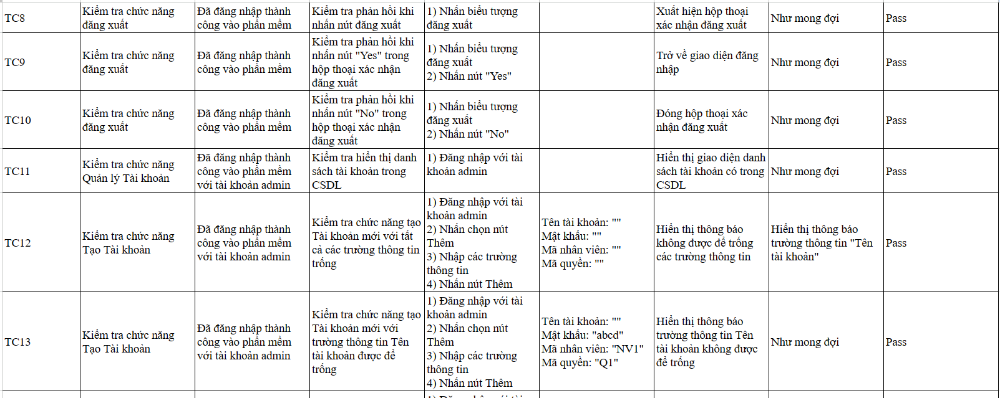 TC8
Kiểm tra chức năng
đăng xuất
Đã đăng nhập thành
công vào phần mềm
Kiểm tra phản hồi khi
nhấn nút đăng xuất
1) Nhấn biểu tượng
đăng xuất
Xuất hiện hộp thoại
xác nhận đăng xuất
Như mong đợi
Pass
TC9
Kiểm tra chức năng
đăng xuất
Đã đăng nhập thành
công vào phần mềm
Kiểm tra phản hồi khi
nhấn nút "Yes" trong
hộp thoại xác nhận
đăng xuất
1) Nhấn biểu tượng
đăng xuất
2) Nhấn nút "Yes"
Trở về giao diện đăng
nhập
Như mong đợi
Pass
TC10
Kiểm tra chức năng
đăng xuất
Đã đăng nhập thành
công vào phần mềm
Kiểm tra phản hồi khi
nhấn nút "No" trong
hộp thoại xác nhận
đăng xuất
1) Nhấn biểu tượng
đăng xuất
2) Nhấn nút "No"
Đóng hộp thoại xác
nhận đăng xuất
Như mong đợi
Pass
TC11
Kiểm tra chức năng
Quản lý Tài khoản
Đã đăng nhập thành
công vào phần mềm
với tài khoản admin
Kiểm tra hiển thị danh
sách tài khoản trong
CSDL
1) Đăng nhập với tài
khoản admin
Hiển thị giao diện danh
sách tài khoản có trong
CSDL
Như mong đợi
Pass
TC12
Kiểm tra chức năng
Tạo Tài khoản
Đã đăng nhập thành
công vào phần mềm
với tài khoản admin
Kiểm tra chức năng tạo
Tài khoản mới với tất
cả các trường thông tin
trống
1) Đăng nhập với tài
khoản admin
2) Nhấn chọn nút
Thêm
3) Nhập các trường
thông tin
4) Nhấn nút Thêm
Tên tài khoản: ""
Mật khẩu: ""
Mã nhân viên: ""
Mã quyền: ""
Hiển thị thông báo
không được để trống
các trường thông tin
Hiển thị thông báo
trường thông tin "Tên
tài khoản"
Pass
TC13
Kiểm tra chức năng
Tạo Tài khoản
Đã đăng nhập thành
công vào phần mềm
với tài khoản admin
Kiểm tra chức năng tạo
Tài khoản mới với
trường thông tin Tên
tài khoản được để
trống
1) Đăng nhập với tài
khoản admin
2) Nhấn chọn nút
Thêm
3) Nhập các trường
thông tin
4) Nhấn nút Thêm
Tên tài khoản: ""
Mật khẩu: "abcd"
Mã nhân viên: "NV1"
Mã quyền: "Q1"
Hiển thị thông báo
trường thông tin Tên
tài khoản không được
để trống
Như mong đợi
Pass